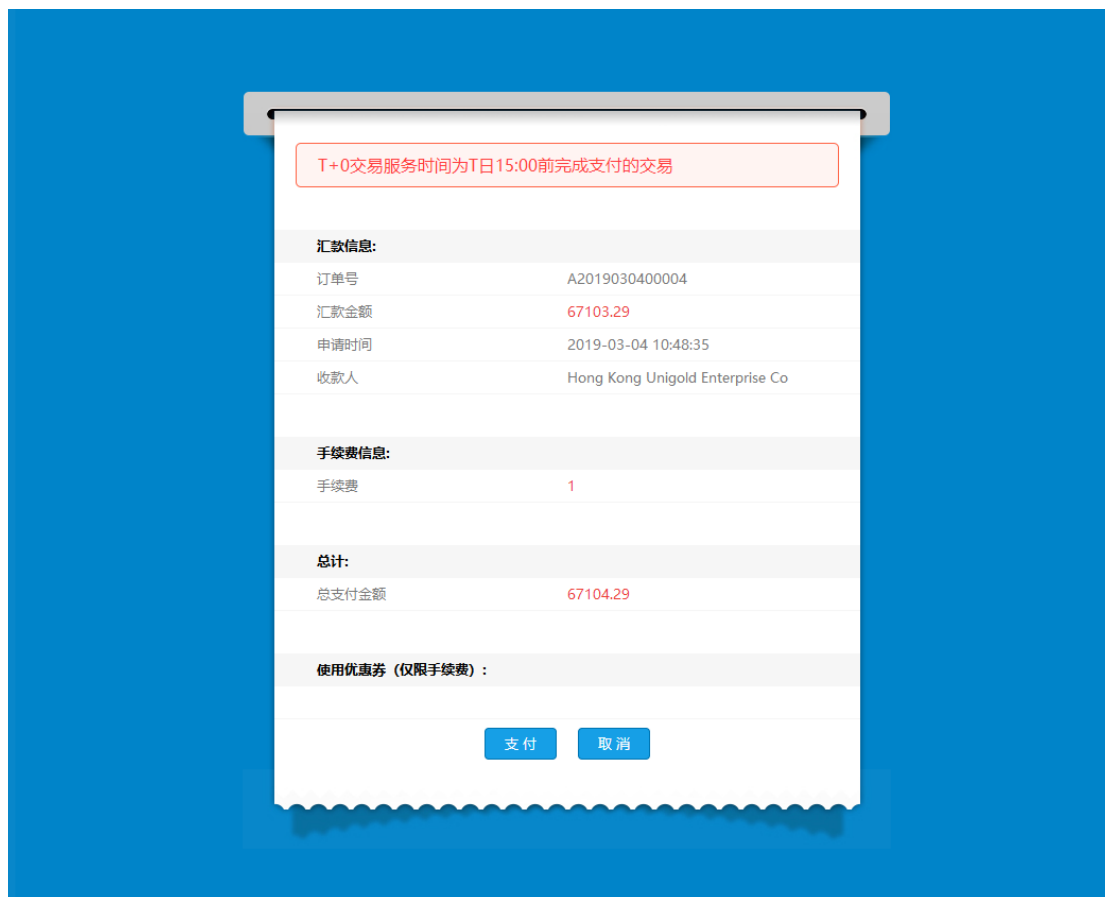 T+0交易服务时间为T日15:00前完成支付的交易
汇款信息:
订单号 A2019030400004
汇款金额 67103.29
申请时间 2019-03-04 10:48:35
收款人 Hong Kong Unigold Enterprise Co
手续费信息:
手续费 1
总计:
总支付金额 67104.29
使用优惠券（仅限手续费）:
支付 取消